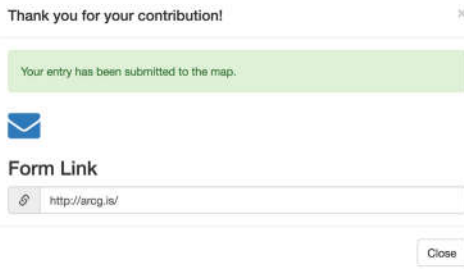 Thank you for your contribution!
Your entry has been submitted to the map.
Form Link
http://arcg.is/
Close